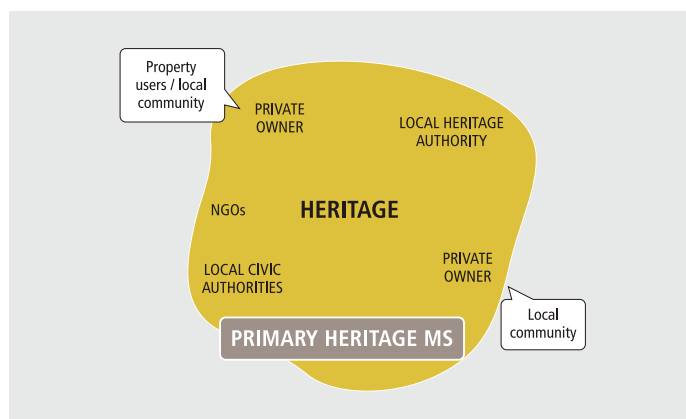 Property
users / local
community
PRIVATE
OWNER
LOCAL HERITAGE
AUTHORITY
NGOs
HERITAGE
LOCAL CIVIC
AUTHORITIES
PRIVATE
OWNER
Local
community
PRIMARY HERITAGE MS